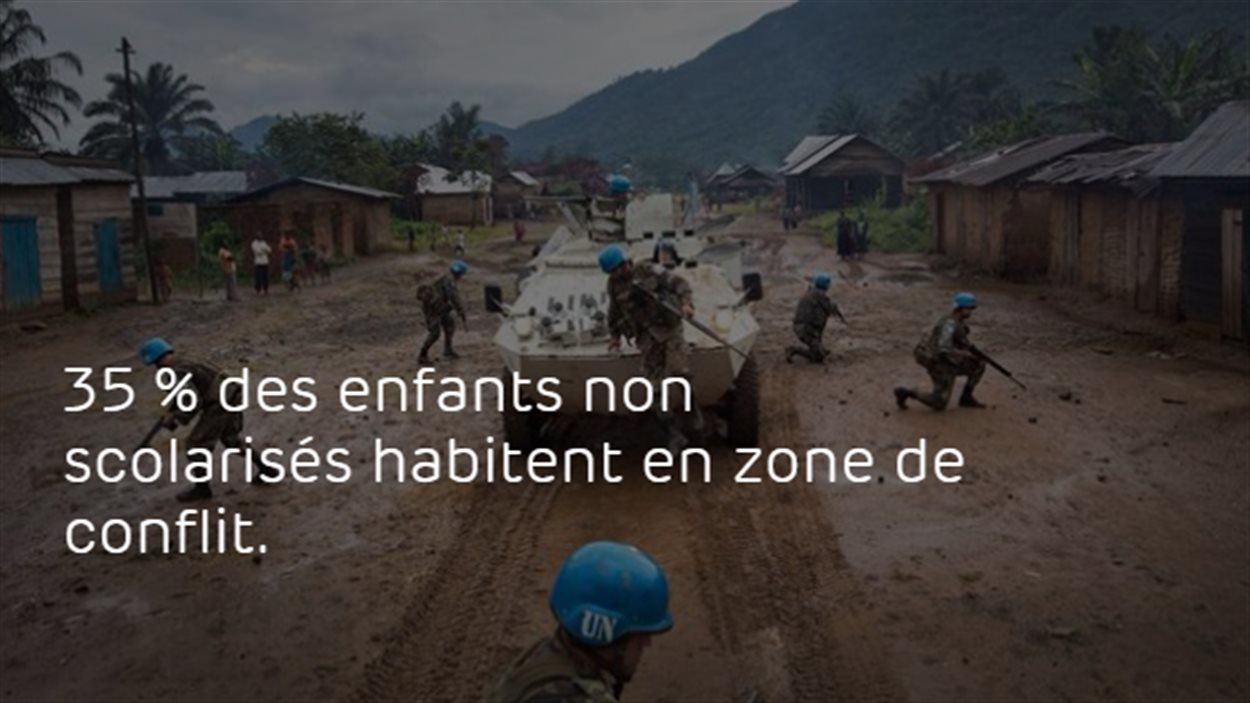 35 % des enfants non
scolarisés habitent en zone de
conflit.
UN